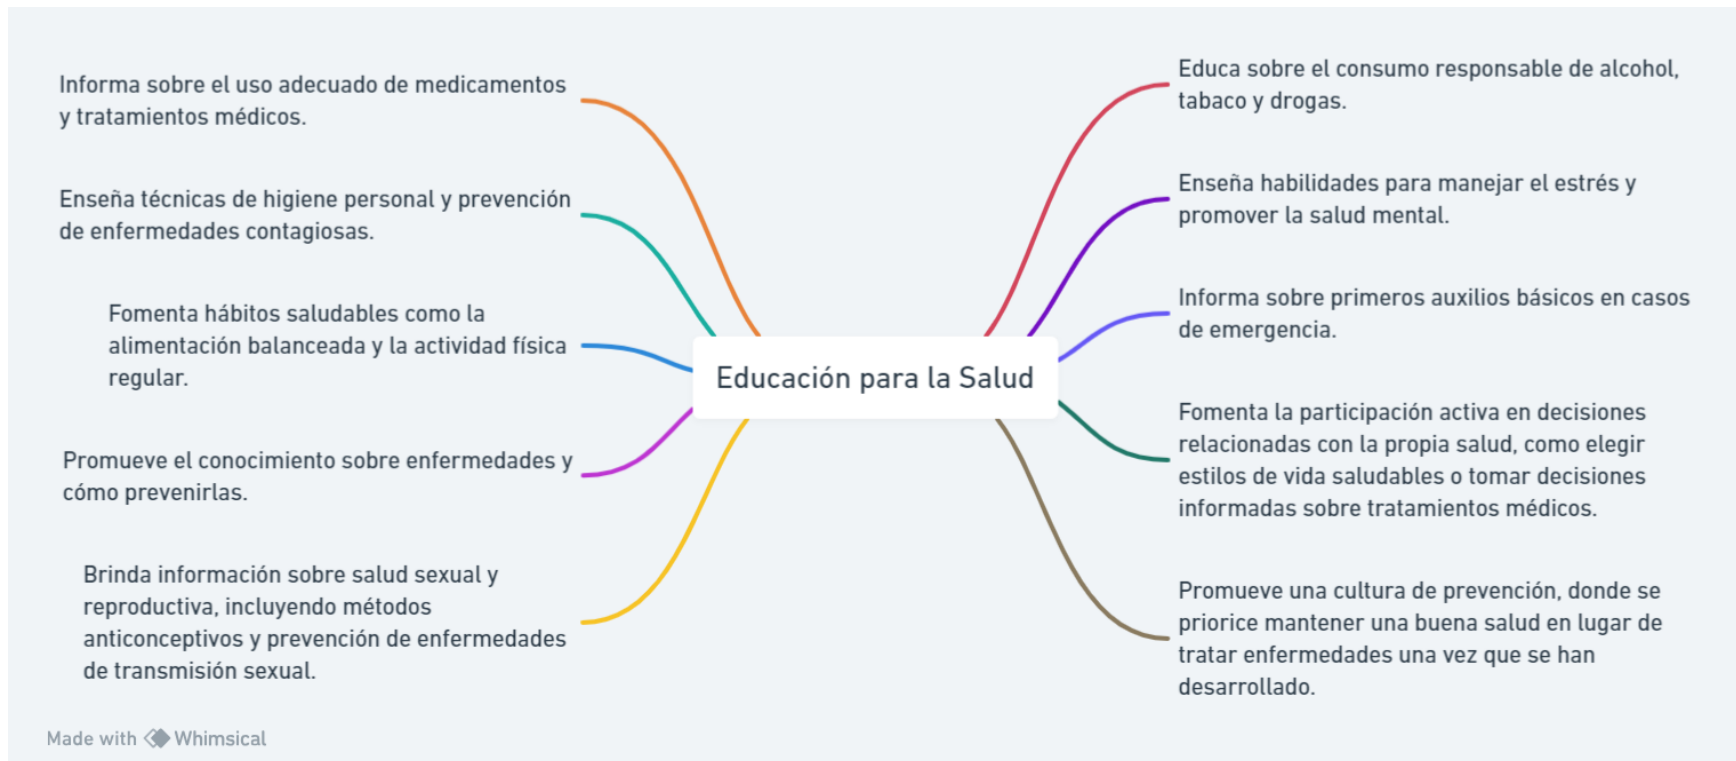 Informa sobre el uso adecuado de medicamentos
y tratamientos médicos.
Enseña técnicas de higiene personal y prevención
de enfermedades contagiosas.
Fomenta hábitos saludables como la
alimentación balanceada y la actividad física
regular.
Promueve el conocimiento sobre enfermedades y
cómo prevenirlas.
Brinda información sobre salud sexual y
reproductiva, incluyendo métodos
anticonceptivos y prevención de enfermedades
de transmisión sexual.
Educación para la Salud
Educa sobre el consumo responsable de alcohol,
tabaco y drogas.
Enseña habilidades para manejar el estrés y
promover la salud mental.
Informa sobre primeros auxilios básicos en casos
de emergencia.
Fomenta la participación activa en decisiones
relacionadas con la propia salud, como elegir
estilos de vida saludables o tomar decisiones
informadas sobre tratamientos médicos.
Promueve una cultura de prevención, donde se
priorice mantener una buena salud en lugar de
tratar enfermedades una vez que se han
desarrollado.
Made with Whimsical